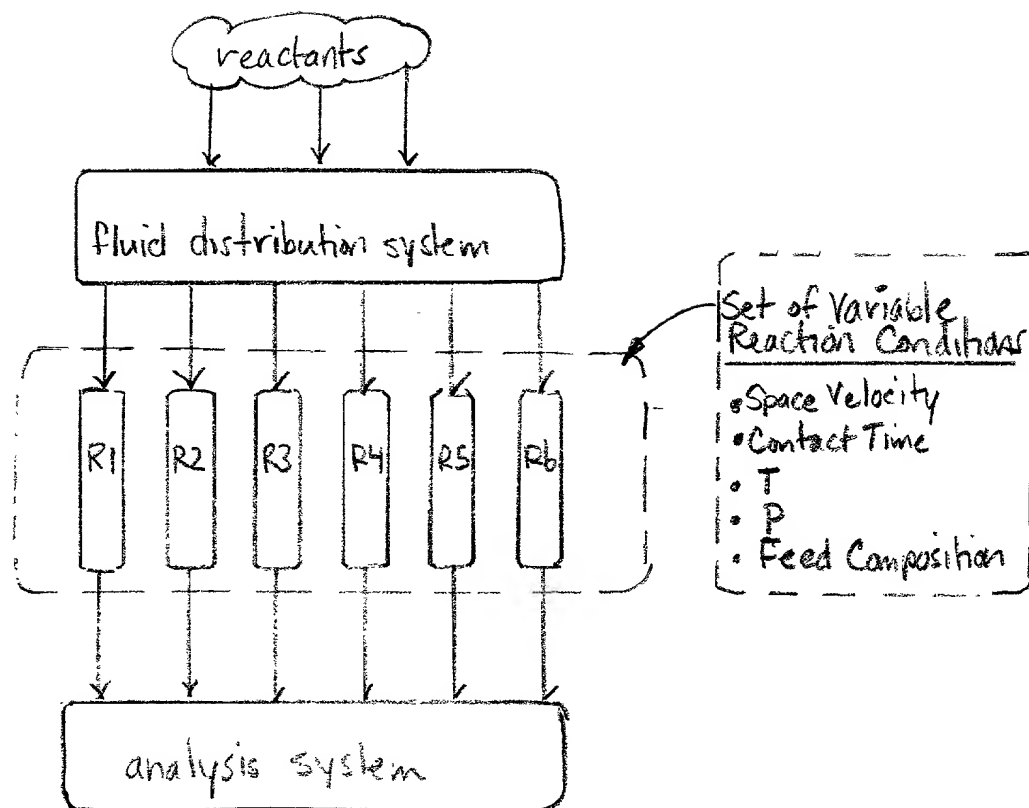 reactants
fluid distribution system
Set of Variable
Reaction Conditions
• Space Velocity
• Contact Time
• T
• P
• Feed Composition
R1 R2 R3 R4 R5 R6
analysis system